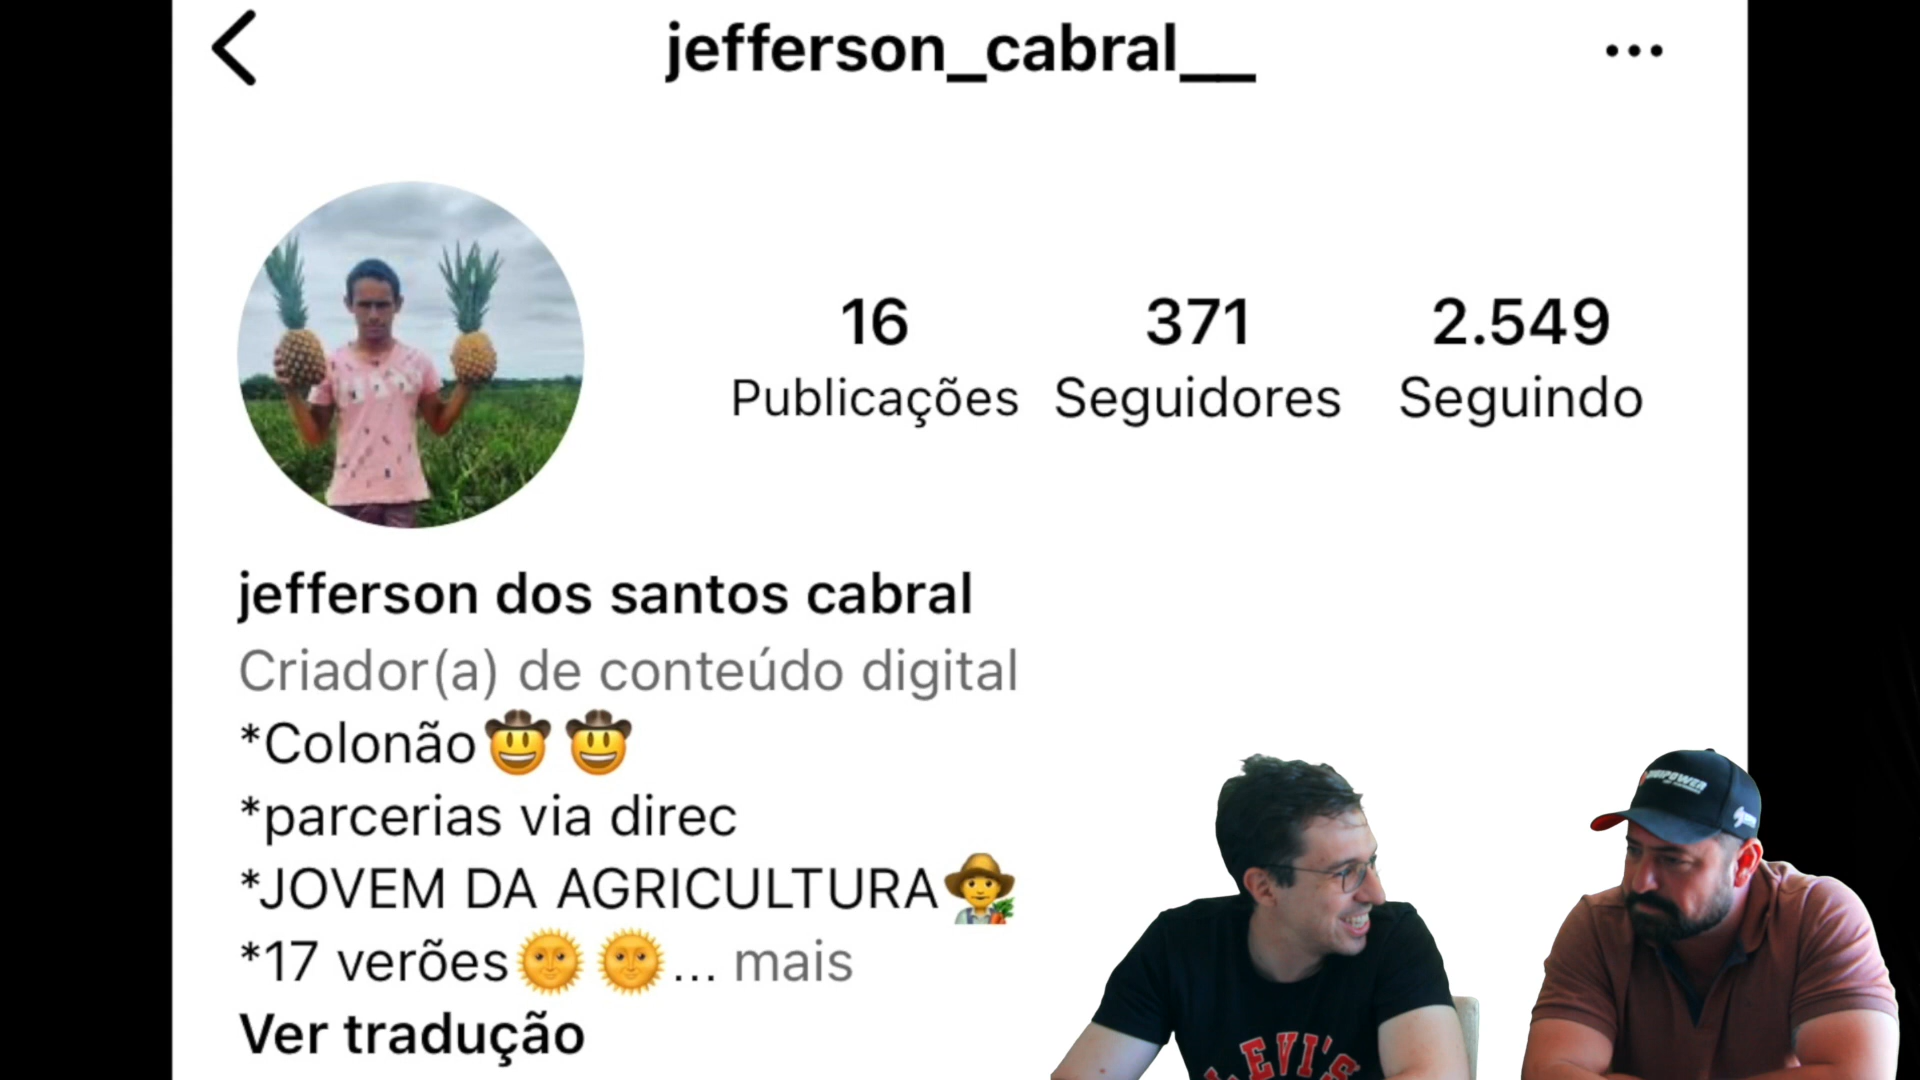 jefferson_cabral__
16
371
2.549
Publicações
Seguidores
Seguindo
jefferson dos santos cabral
Criador(a) de conteúdo digital
*Colonão🤠🤠
*parcerias via direc
*JOVEM DA AGRICULTURA🧑‍🌾
*17 verões🌞🌞... mais
Ver tradução
LEVI'S